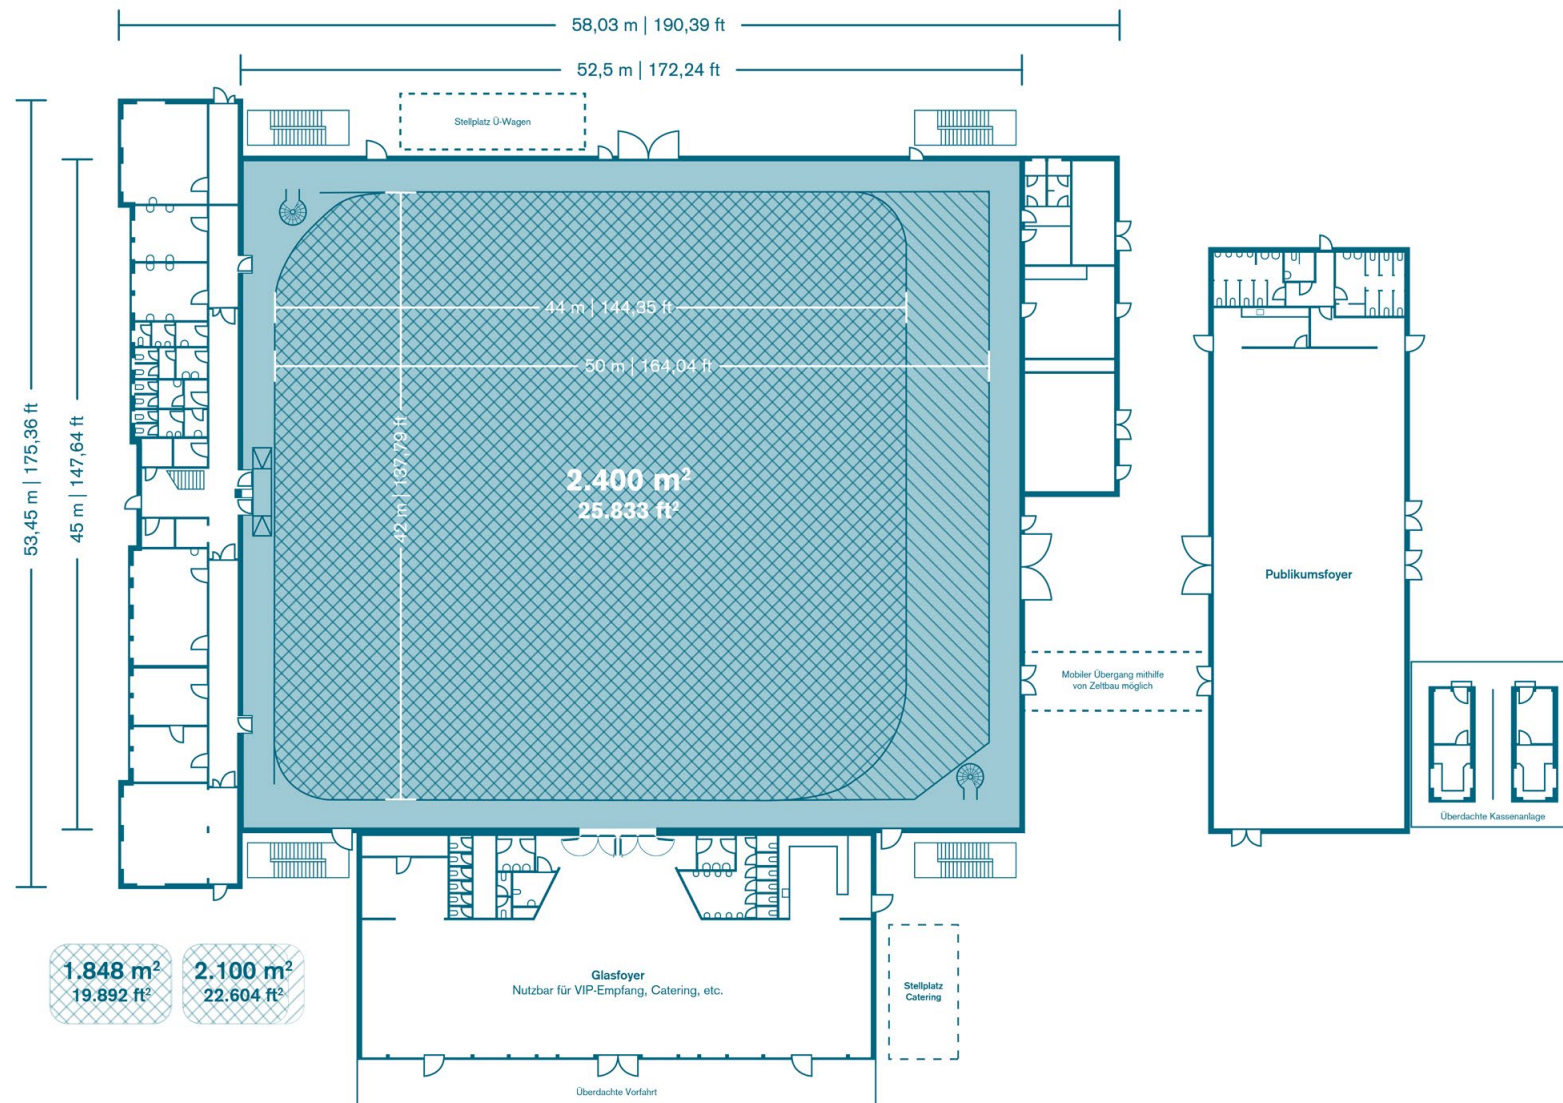 58,03 m | 190,39 ft
52,5 m | 172,24 ft
Stellplatz Ü-Wagen
44 m | 144,35 ft
50 m | 164,04 ft
53,45 m | 175,36 ft
45 m | 147,64 ft
42 m | 137,79 ft
2.400 m²
25.833 ft²
Publikumsfoyer
Mobiler Übergang mithilfe
von Zeltbau möglich
Überdachte Kassenanlage
1.848 m²
19.892 ft²
2.100 m²
22.604 ft²
Glasfoyer
Nutzbar für VIP-Empfang, Catering, etc.
Stellplatz
Catering
Überdachte Vorfahrt